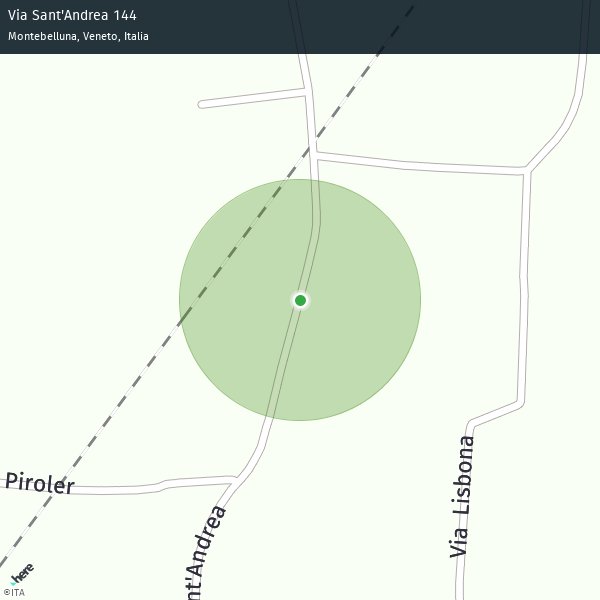 Via Sant'Andrea 144
Montebelluna, Veneto, Italia
Piroler
nt'Andrea
Via Lisbona
here
©ITA